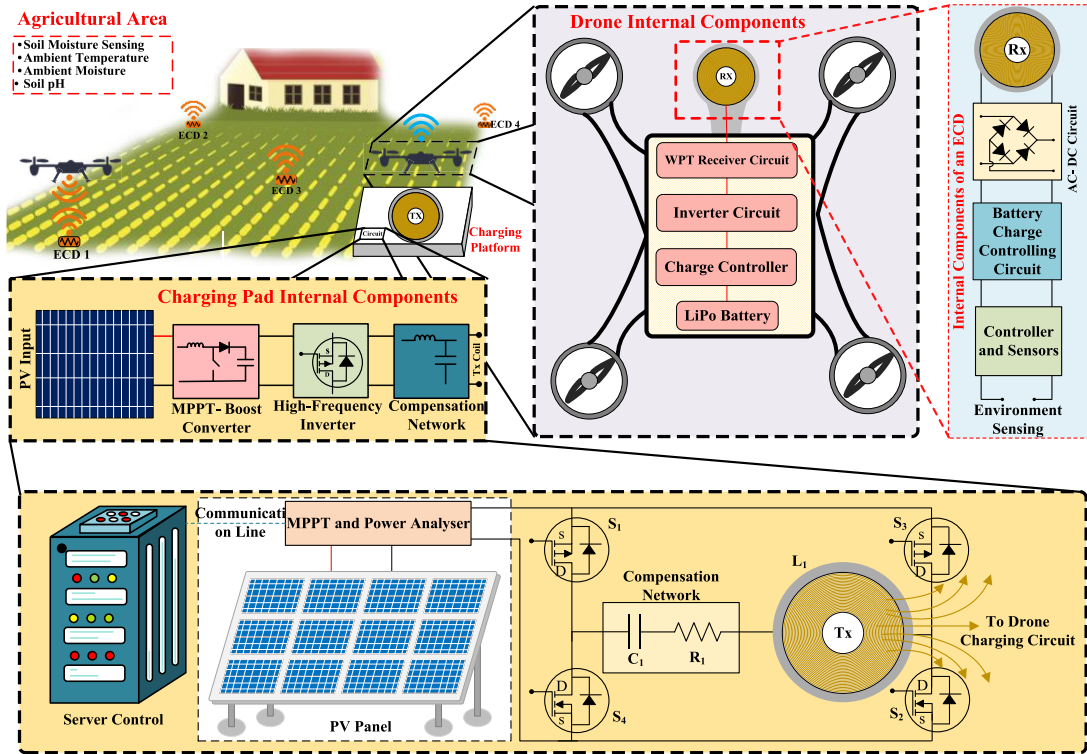 Agricultural Area
•Soil Moisture Sensing
•Ambient Temperature
•Ambient Moisture
•Soil pH
ECD 1
ECD 2
ECD 3
ECD 4
TX
Circuit
Charging
Platform
Drone Internal Components
RX
WPT Receiver Circuit
Inverter Circuit
Charge Controller
LiPo Battery
Internal Components of an ECD
Rx
AC- DC Circuit
Battery
Charge
Controlling
Circuit
Controller
and Sensors
Environment
Sensing
Charging Pad Internal Components
PV Input
S
D
Tx Coil
MPPT- Boost
Converter
High-Frequency
Inverter
Compensation
Network
Communicati
on Line
MPPT and Power Analyser
Server Control
PV Panel
S1
S
D
S3
S
D
Compensation
Network
C1
R1
L1
Tx
To Drone
Charging Circuit
D
S
S4
D
S
S2